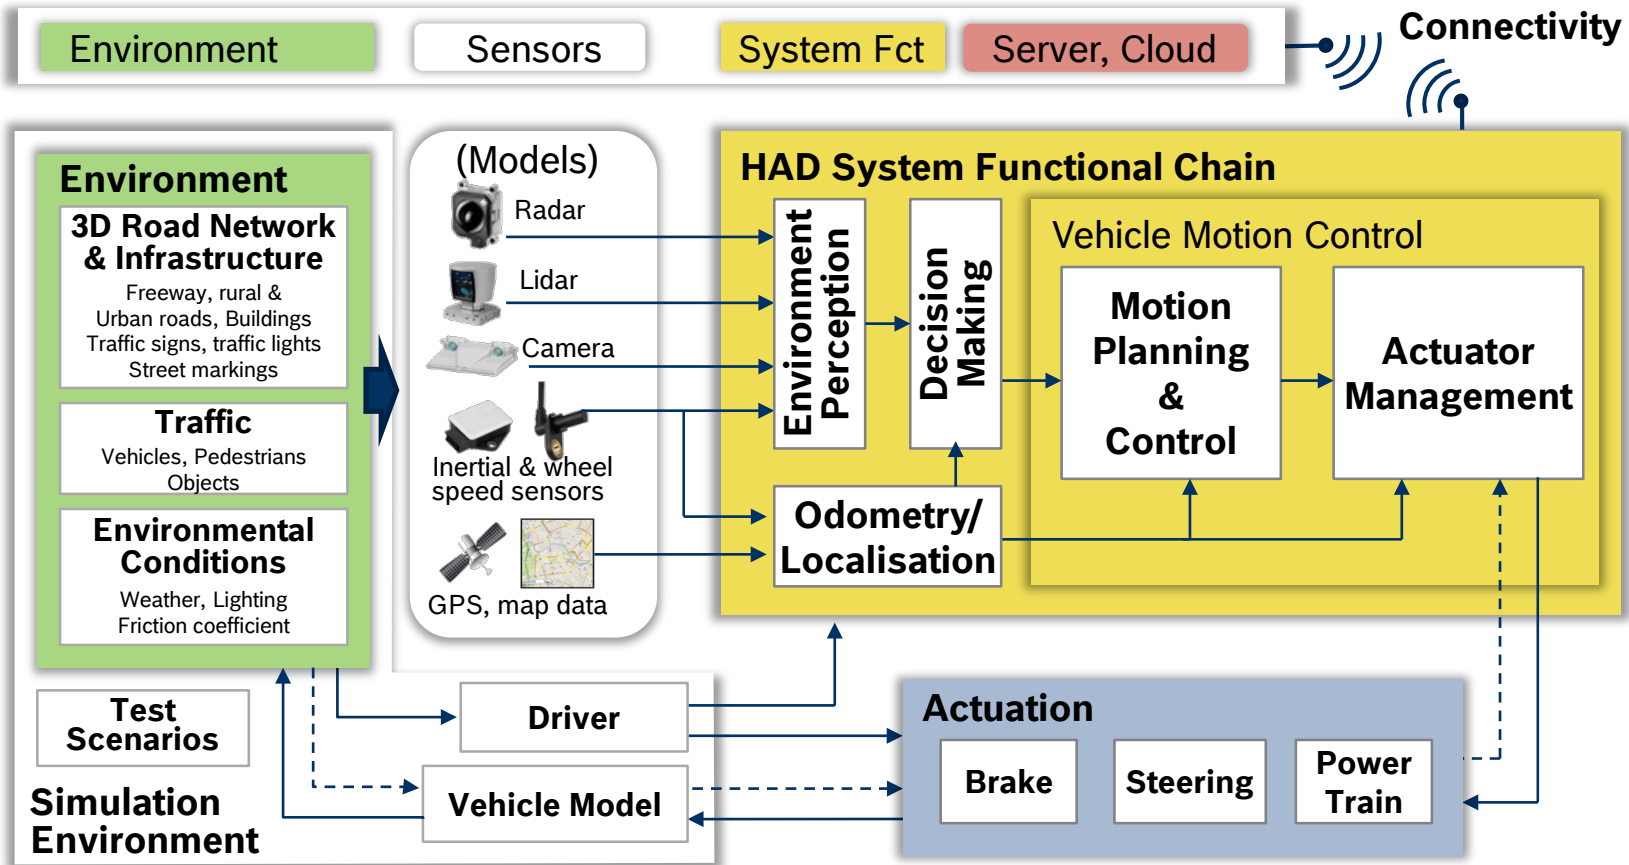 Environment
Sensors
System Fct
Server, Cloud
Connectivity
Environment
3D Road Network
& Infrastructure
Freeway, rural &
Urban roads, Buildings
Traffic signs, traffic lights
Street markings
Traffic
Vehicles, Pedestrians
Objects
Environmental
Conditions
Weather, Lighting
Friction coefficient
Test
Scenarios
Simulation
Environment
(Models)
Radar
Lidar
Camera
Inertial & wheel
speed sensors
GPS, map data
HAD System Functional Chain
Environment
Perception
Decision
Making
Odometry/
Localisation
Vehicle Motion Control
Motion
Planning
&
Control
Actuator
Management
Driver
Vehicle Model
Actuation
Brake
Steering
Power
Train